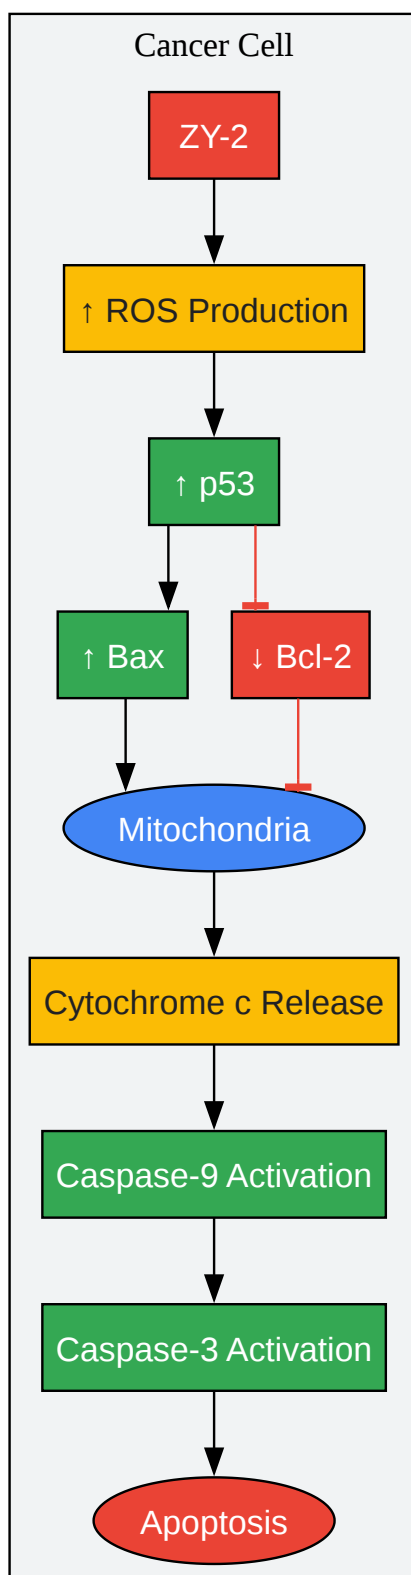 Cancer Cell
ZY-2
↑ ROS Production
↑ p53
↑ Bax
↓ Bcl-2
Mitochondria
Cytochrome c Release
Caspase-9 Activation
Caspase-3 Activation
Apoptosis